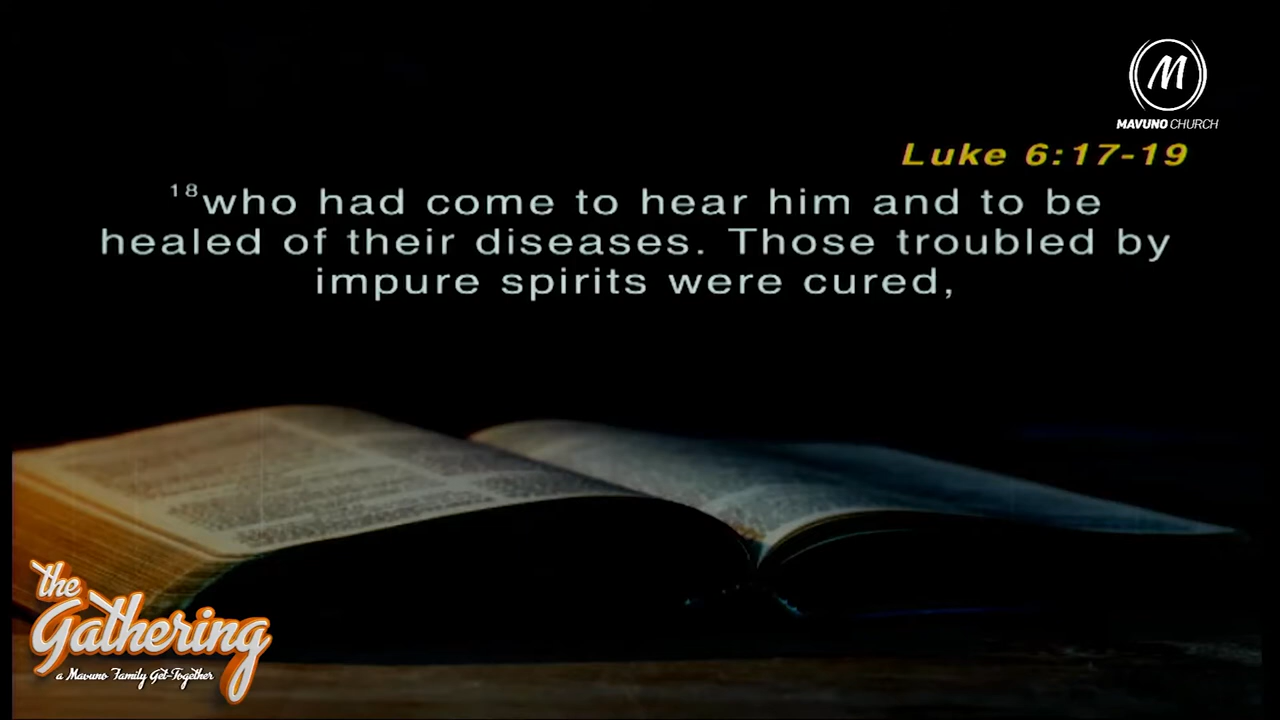 M
MAVUNO CHURCH
Luke 6:17-19
18who had come to hear him and to be
healed of their diseases. Those troubled by
impure spirits were cured,
the
Gathering
a Mavuno Family Get-Together